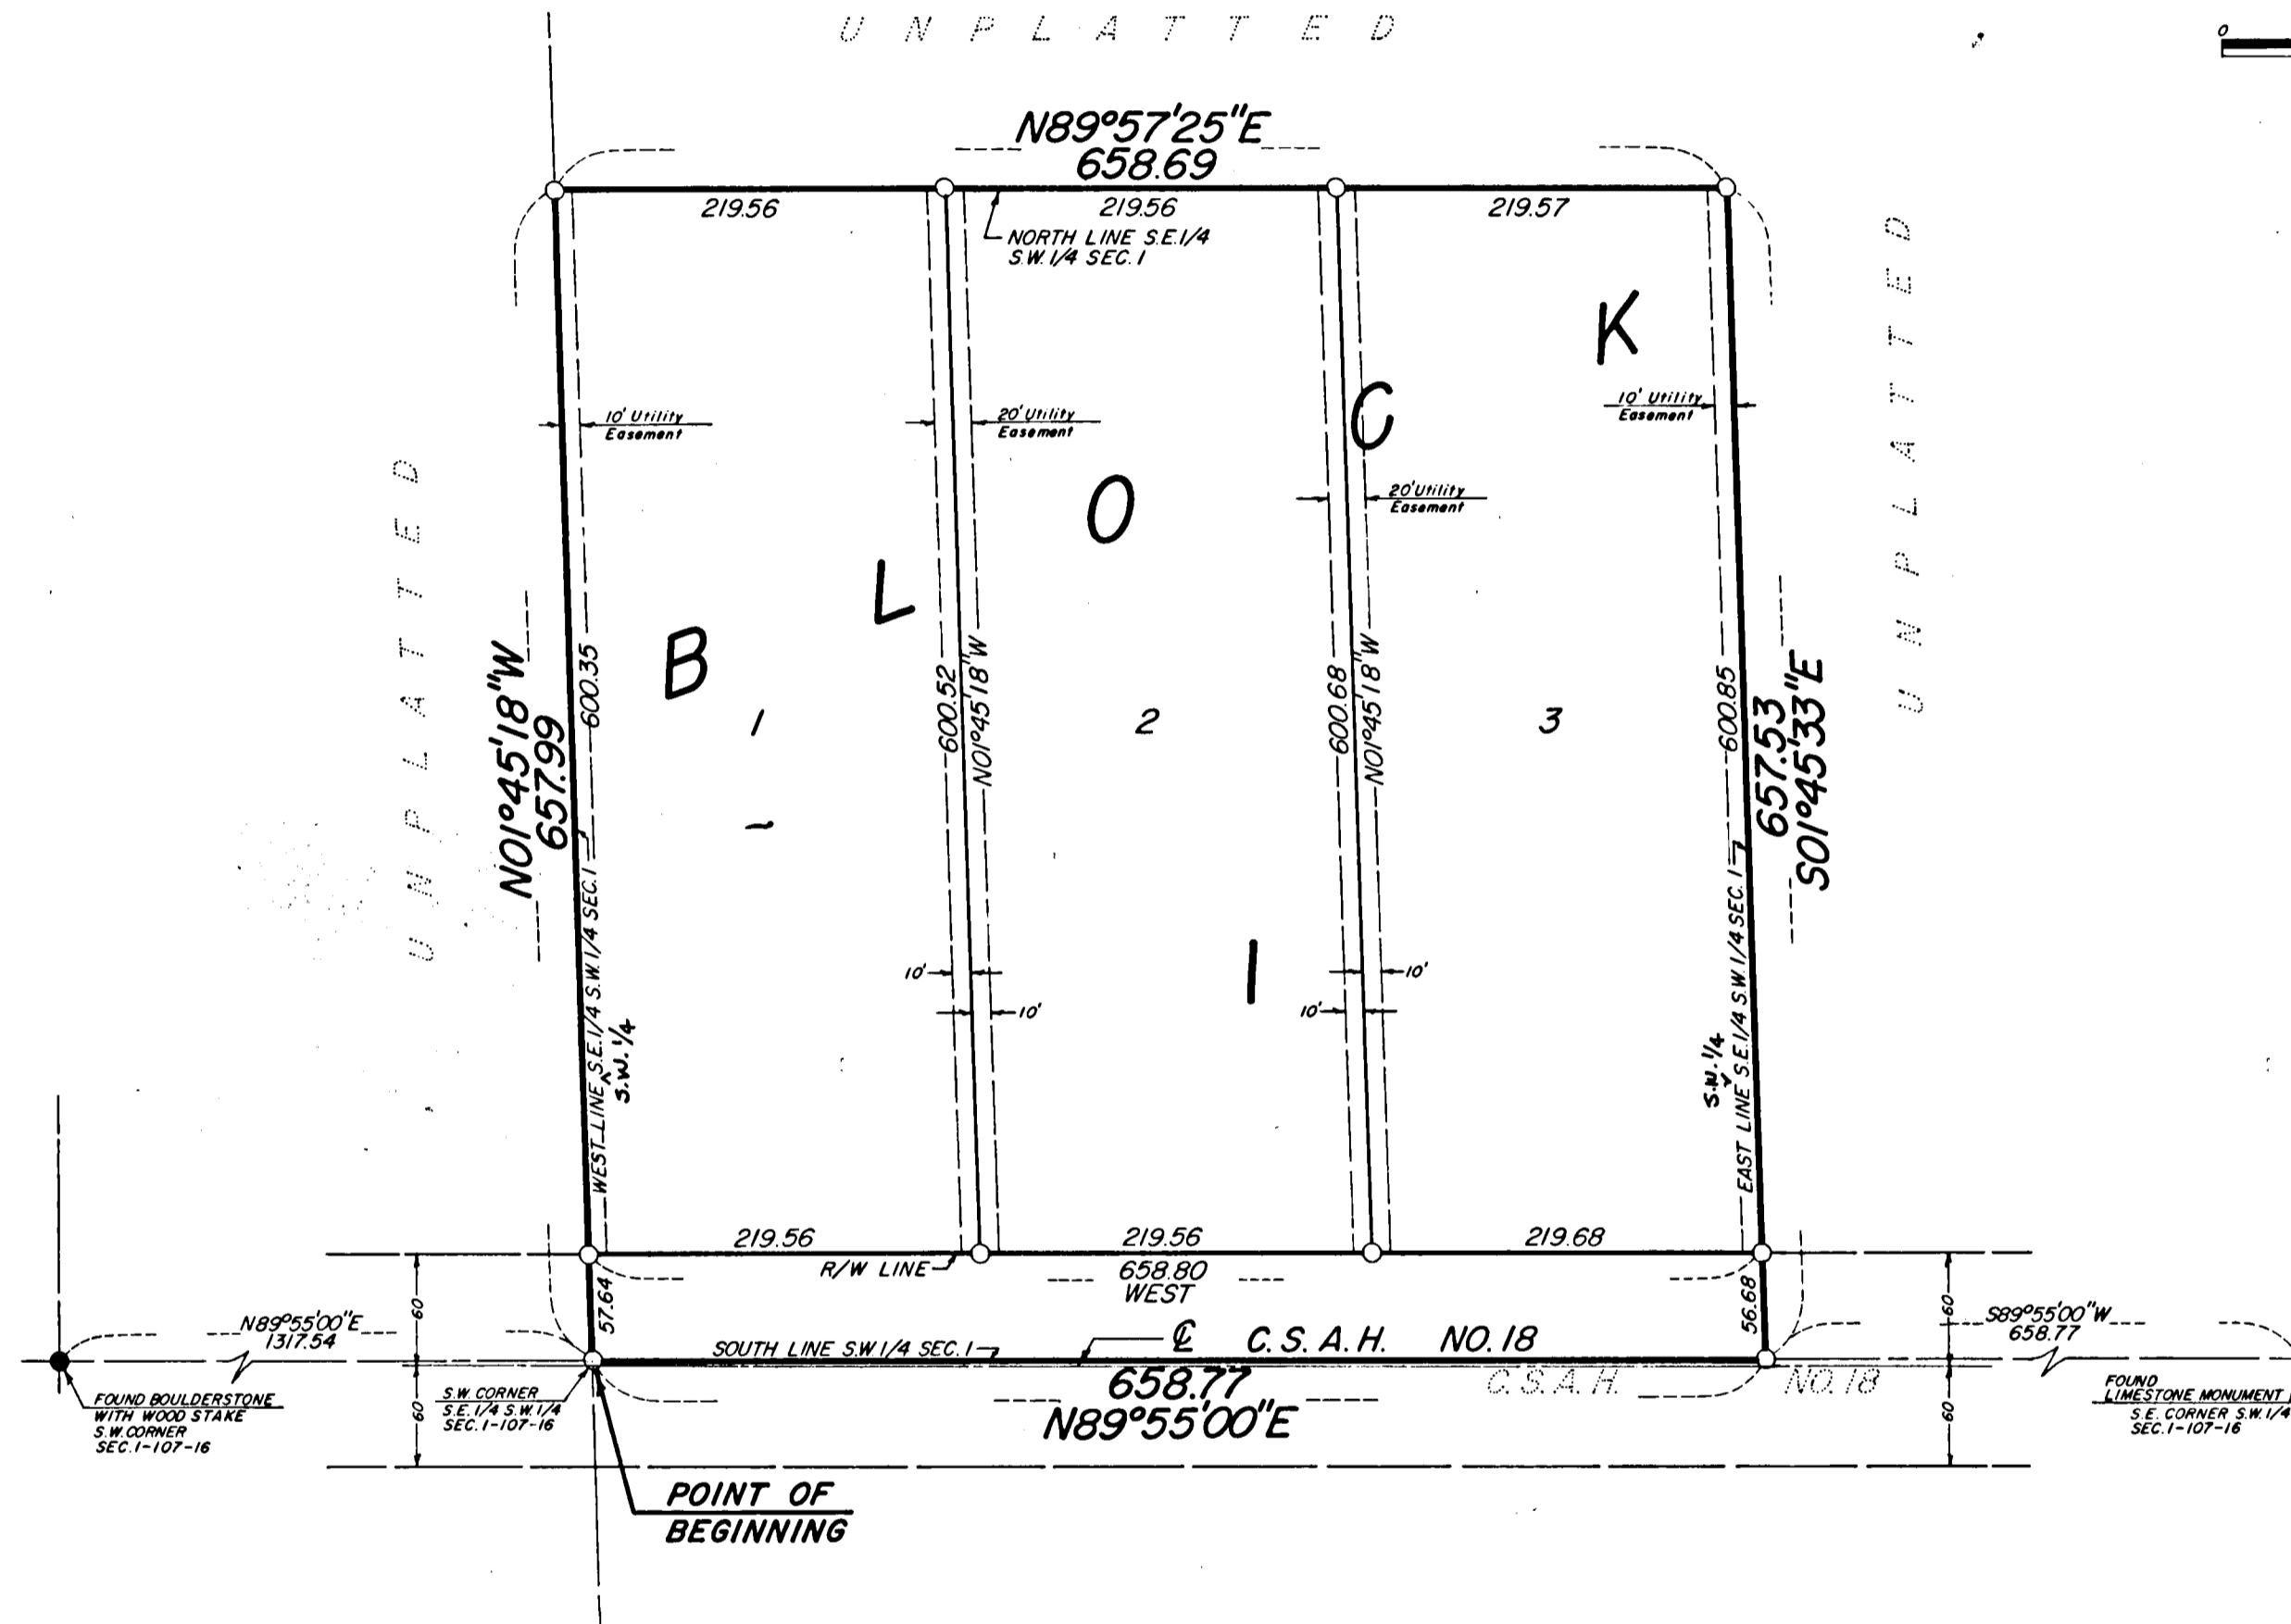 UNPLATTED
0
N89°57'25"E
658.69
219.56
219.56
219.57
NORTH LINE S.E.1/4
S.W.1/4 SEC.1
UNPLATTED
UNPLATTED
BLOCK
1
10' Utility
Easement
20' Utility
Easement
20' Utility
Easement
10' Utility
Easement
N01°45'18"W
657.99
600.35
600.52
N01°45'18"W
600.68
N01°45'18"W
600.85
657.53
S01°45'33"E
1
2
3
WEST LINE S.E.1/4 S.W.1/4 SEC.1
^
S.W. 1/4
EAST LINE S.E.1/4 S.W.1/4 SEC.1
S.W. 1/4
10'
10'
10'
10'
219.56
219.56
219.68
R/W LINE
658.80
WEST
57.64
56.68
60
60
60
60
N89°55'00"E
1317.54
SOUTH LINE S.W.1/4 SEC.1
℄ C.S.A.H. NO.18
S89°55'00"W
658.77
658.77
N89°55'00"E
C.S.A.H. NO.18
FOUND BOULDERSTONE
WITH WOOD STAKE
S.W. CORNER
SEC.1-107-16
S.W. CORNER
S.E.1/4 S.W.1/4
SEC.1-107-16
FOUND
LIMESTONE MONUMENT
S.E. CORNER S.W.1/4
SEC.1-107-16
POINT OF
BEGINNING